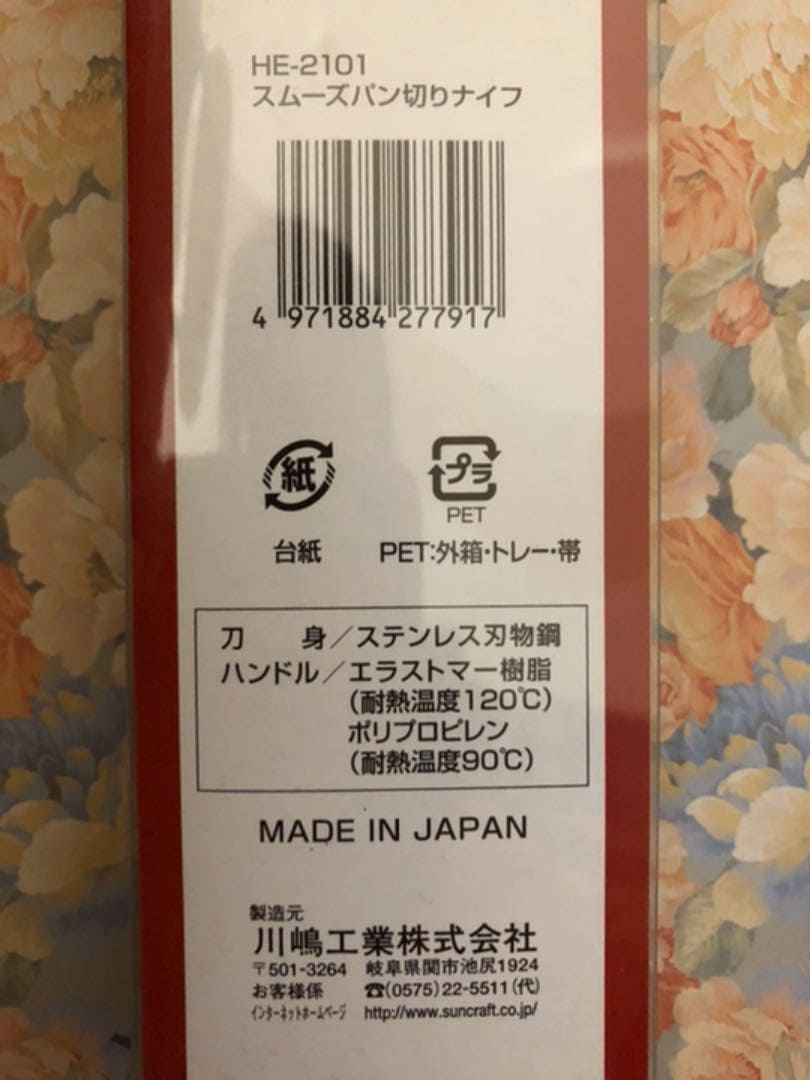 HE-2101
スムーズパン切りナイフ
4 971884 277917
紙
プラ
PET
台紙
PET:外箱・トレー・帯
刀 身/ステンレス刃物鋼
ハンドル/エラストマー樹脂
(耐熱温度120℃)
ポリプロピレン
(耐熱温度90℃)
MADE IN JAPAN
製造元
川嶋工業株式会社
〒501-3264 岐阜県関市池尻1924
お客様係 ☎(0575)22-5511(代)
インターネットホームページ http://www.suncraft.co.jp/